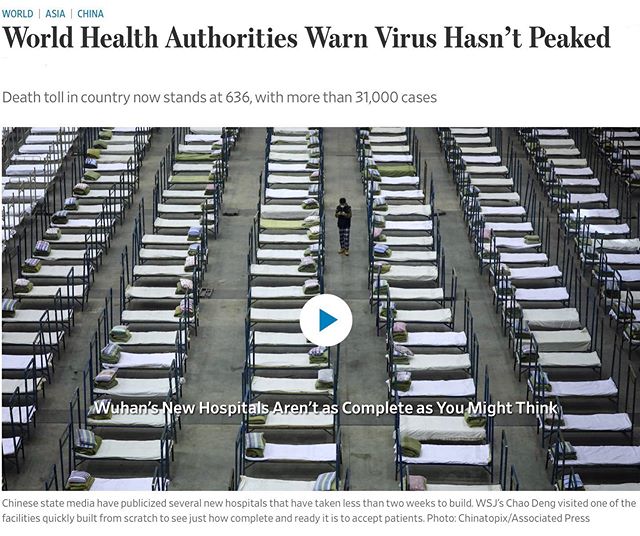 WORLD | ASIA | CHINA
World Health Authorities Warn Virus Hasn't Peaked
Death toll in country now stands at 636, with more than 31,000 cases
Wuhan's New Hospitals Aren't as Complete as You Might Think
Chinese state media have publicized several new hospitals that have taken less than two weeks to build. WSJ's Chao Deng visited one of the
facilities quickly built from scratch to see just how complete and ready it is to accept patients. Photo: Chinatopix/Associated Press